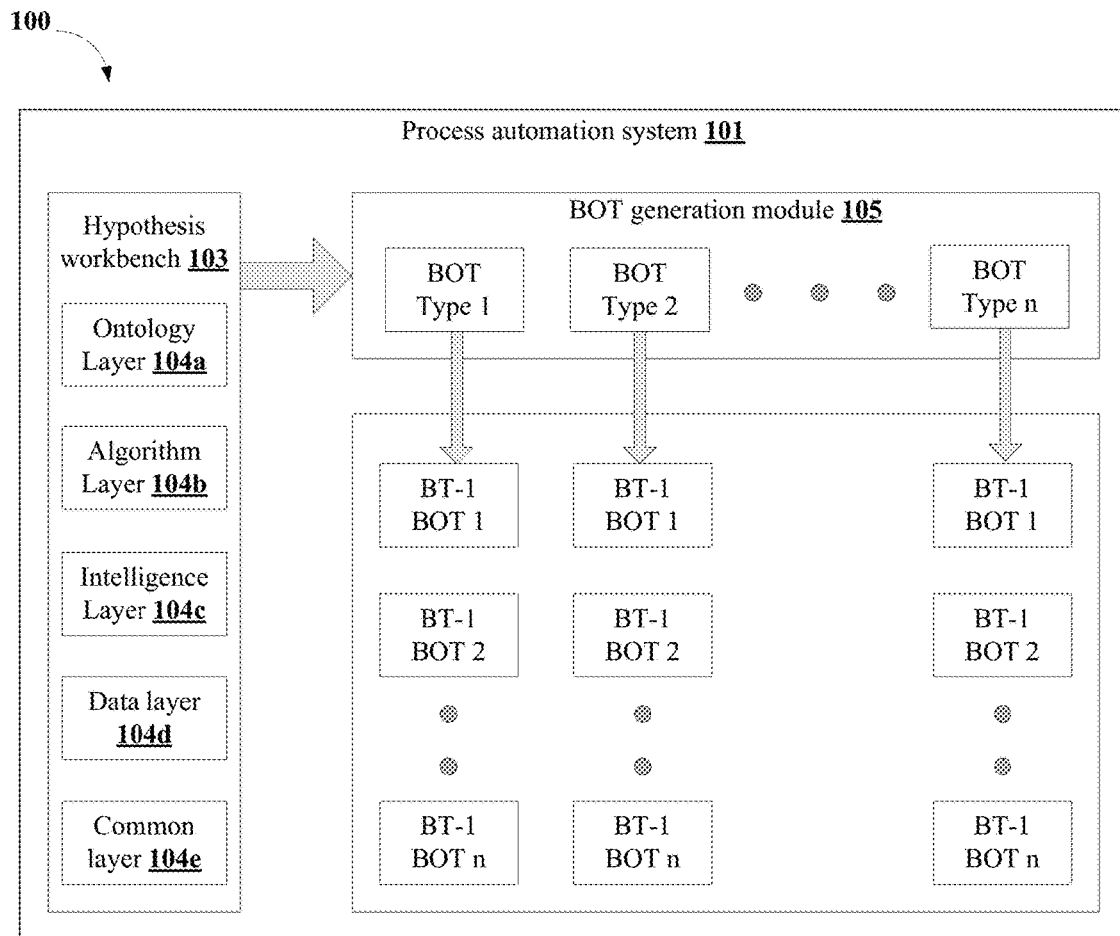 100
Process automation system 101
Hypothesis
workbench 103
Ontology
Layer 104a
Algorithm
Layer 104b
Intelligence
Layer 104c
Data layer
104d
Common
layer 104e
BOT generation module 105
BOT
Type 1
BOT
Type 2
BOT
Type n
BT-1
BOT 1
BT-1
BOT 1
BT-1
BOT 1
BT-1
BOT 2
BT-1
BOT 2
BT-1
BOT 2
BT-1
BOT n
BT-1
BOT n
BT-1
BOT n